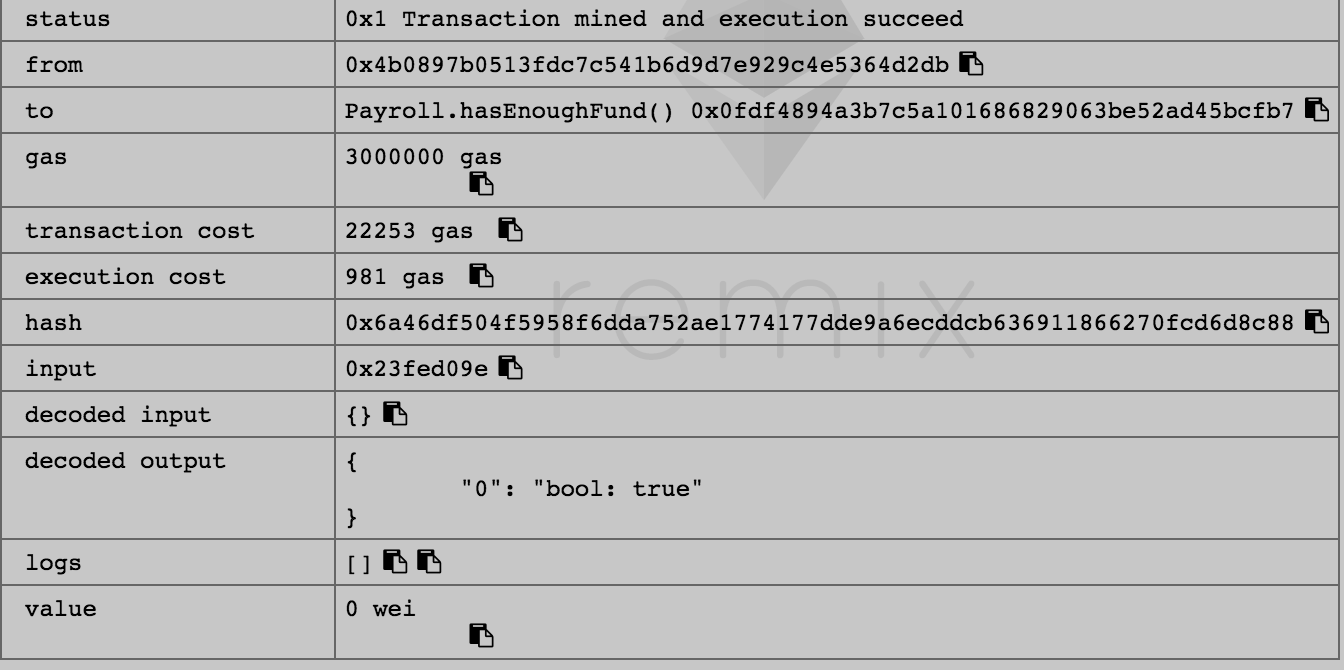 status 0x1 Transaction mined and execution succeed
from 0x4b0897b0513fdc7c541b6d9d7e929c4e5364d2db
to Payroll.hasEnoughFund() 0x0fdf4894a3b7c5a101686829063be52ad45bcfb7
gas 3000000 gas
transaction cost 22253 gas
execution cost 981 gas
remix
hash 0x6a46df504f5958f6dda752ae1774177dde9a6ecddcb636911866270fcd6d8c88
input 0x23fed09e
decoded input {}
decoded output {
"0": "bool: true"
}
logs []
value 0 wei